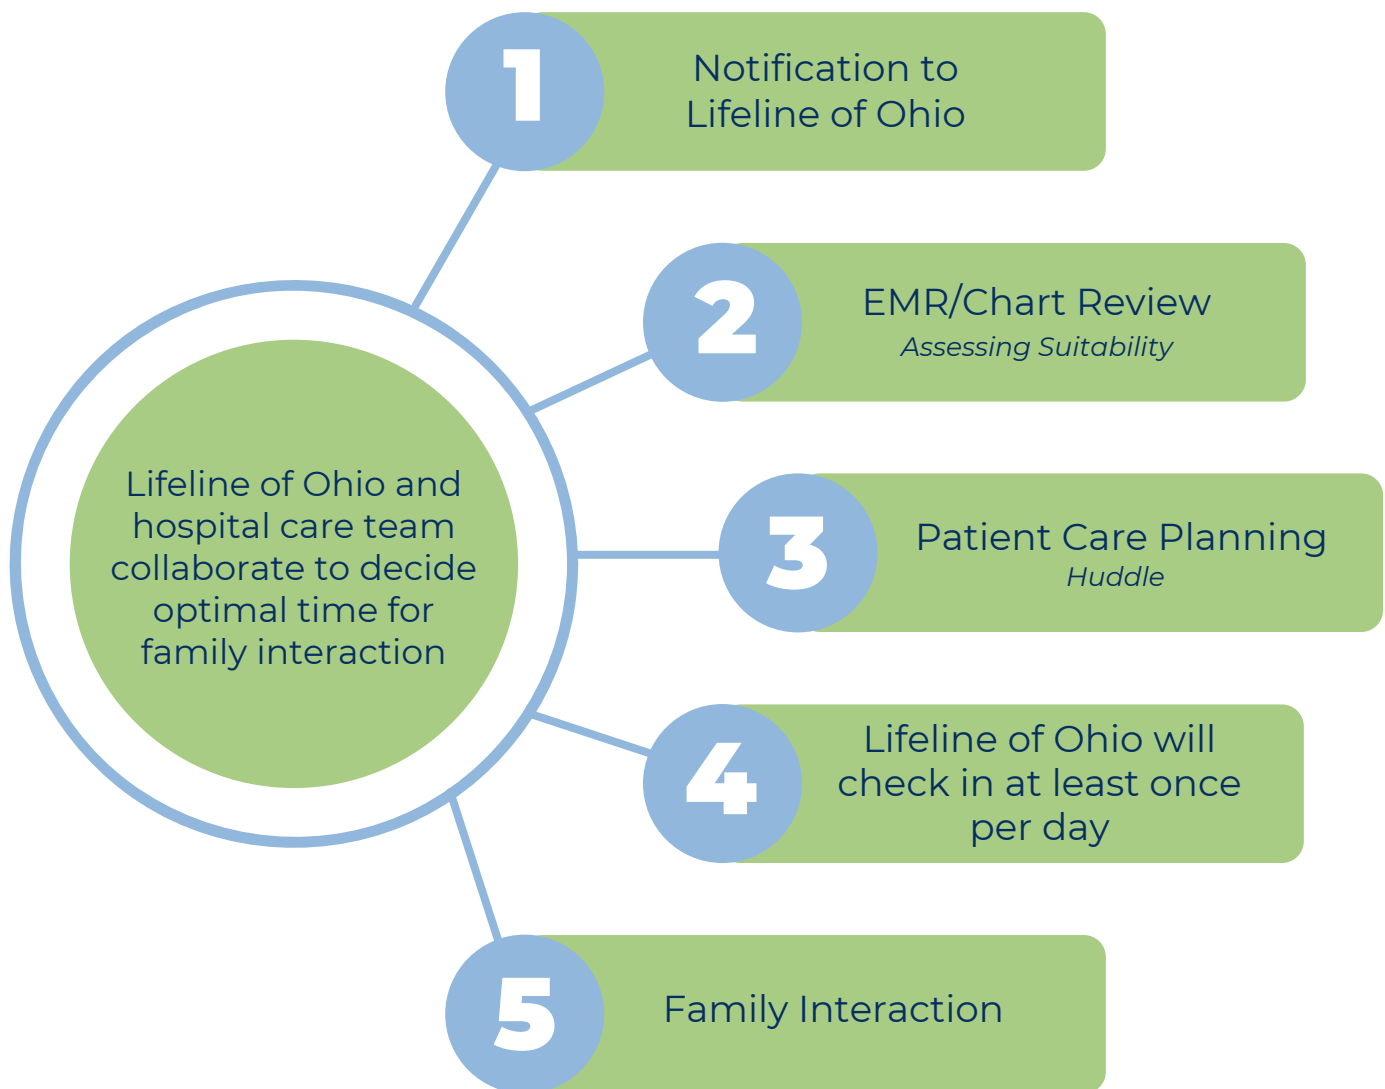 1
Notification to
Lifeline of Ohio
2
EMR/Chart Review
Assessing Suitability
Lifeline of Ohio and
hospital care team
collaborate to decide
optimal time for
family interaction
3
Patient Care Planning
Huddle
4
Lifeline of Ohio will
check in at least once
per day
5
Family Interaction